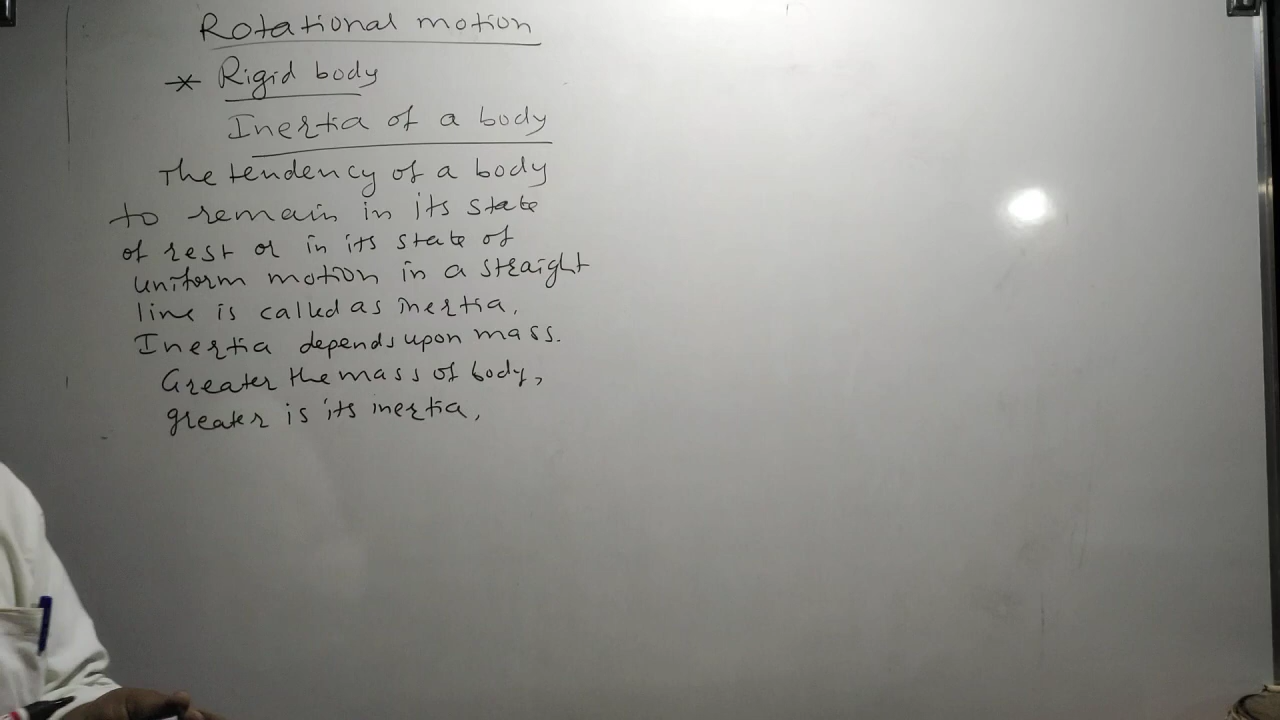 Rotational motion
* Rigid body
Inertia of a body
The tendency of a body
to remain in its state
of rest or in its state of
uniform motion in a straight
line is called as inertia.
Inertia depends upon mass.
Greater the mass of body,
greater is its inertia,